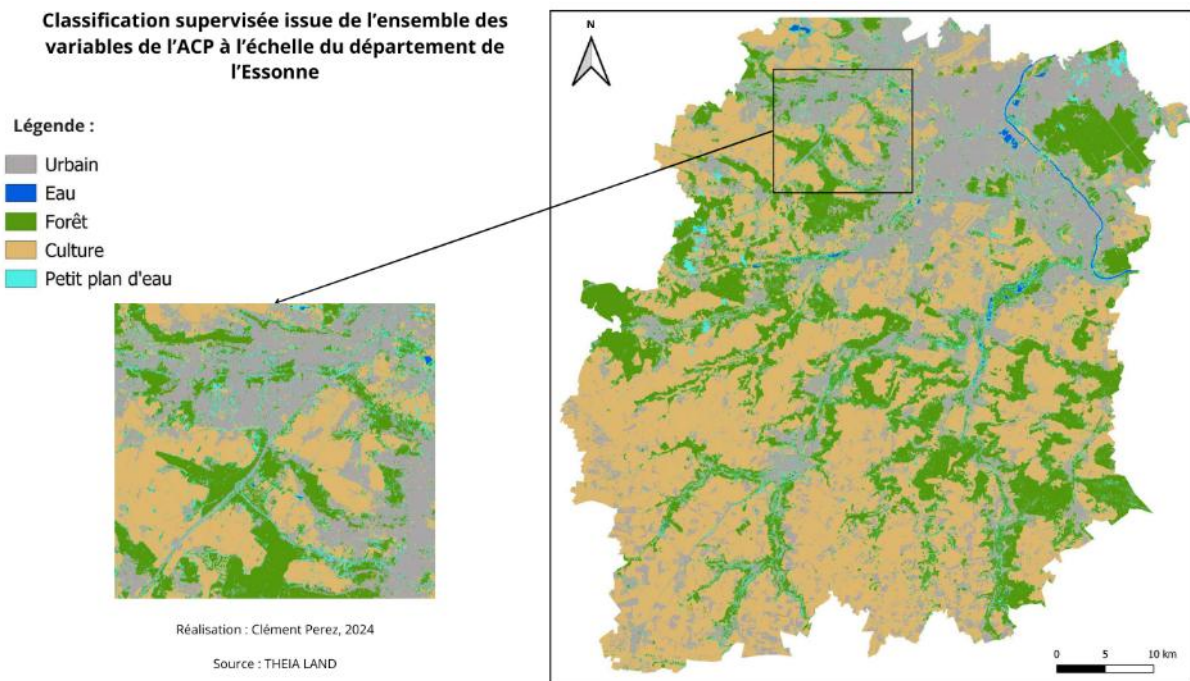 Classification supervisée issue de l'ensemble des
variables de l'ACP à l'échelle du département de
l'Essonne
Légende :
Urbain
Eau
Forêt
Culture
Petit plan d'eau
Réalisation : Clément Perez, 2024
Source : THEIA LAND
N
0 5 10 km